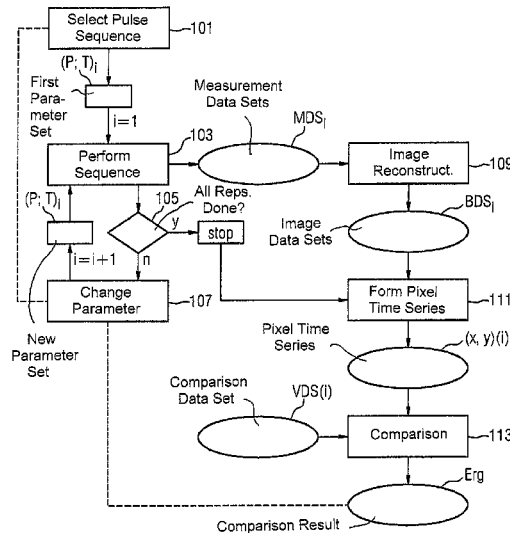 Select Pulse
Sequence
101
(P; T)i
First
Para-
meter
Set
i=1
Measurement
Data Sets
MDSi
103
Perform
Sequence
Image
Reconstruct.
109
(P; T)i
105
All Reps.
Done?
y
stop
n
i=i+1
BDSi
Image
Data Sets
Change
Parameter
107
Form Pixel
Time Series
111
New
Parameter
Set
Pixel Time
Series
(x, y)(i)
Comparison
Data Set
VDS(i)
Comparison
113
Erg
Comparison Result